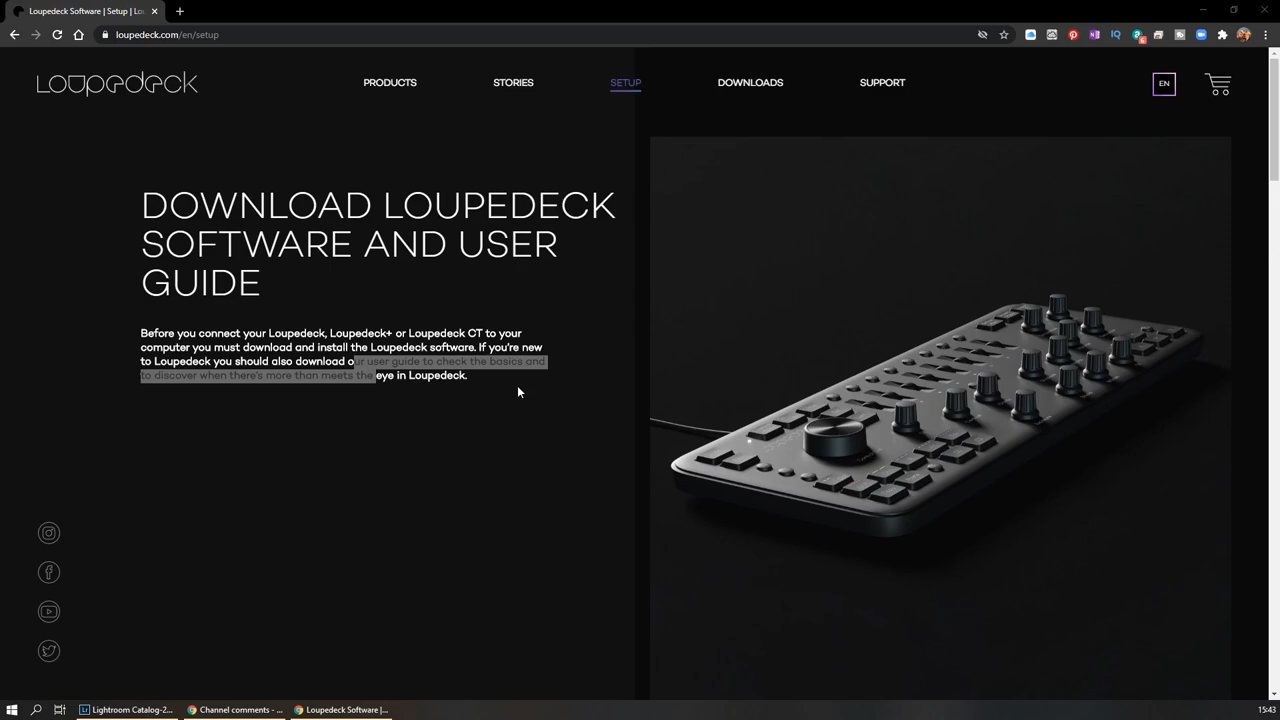 Loupedeck Software | Setup | Lou
loupedeck.com/en/setup
Loupedeck
PRODUCTS
STORIES
SETUP
DOWNLOADS
SUPPORT
EN
DOWNLOAD LOUPEDECK
SOFTWARE AND USER
GUIDE
Before you connect your Loupedeck, Loupedeck+ or Loupedeck CT to your
computer you must download and install the Loupedeck software. If you're new
to Loupedeck you should also download our user guide to check the basics and
to discover when there's more than meets the eye in Loupedeck.
Lightroom Catalog-2...
Channel comments - ...
Loupedeck Software |...
15:43